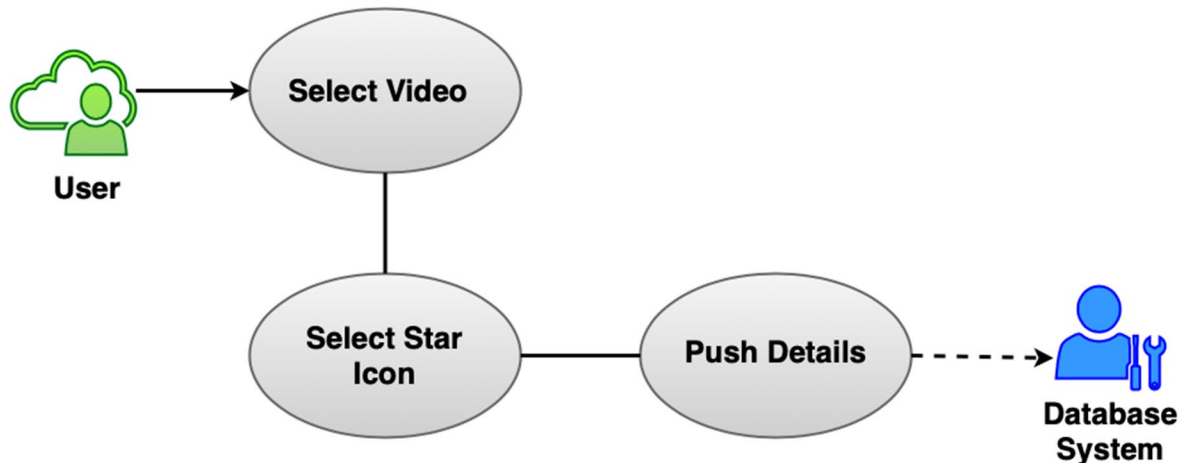 Select Video
User
Select Star
Icon
Push Details
Database
System